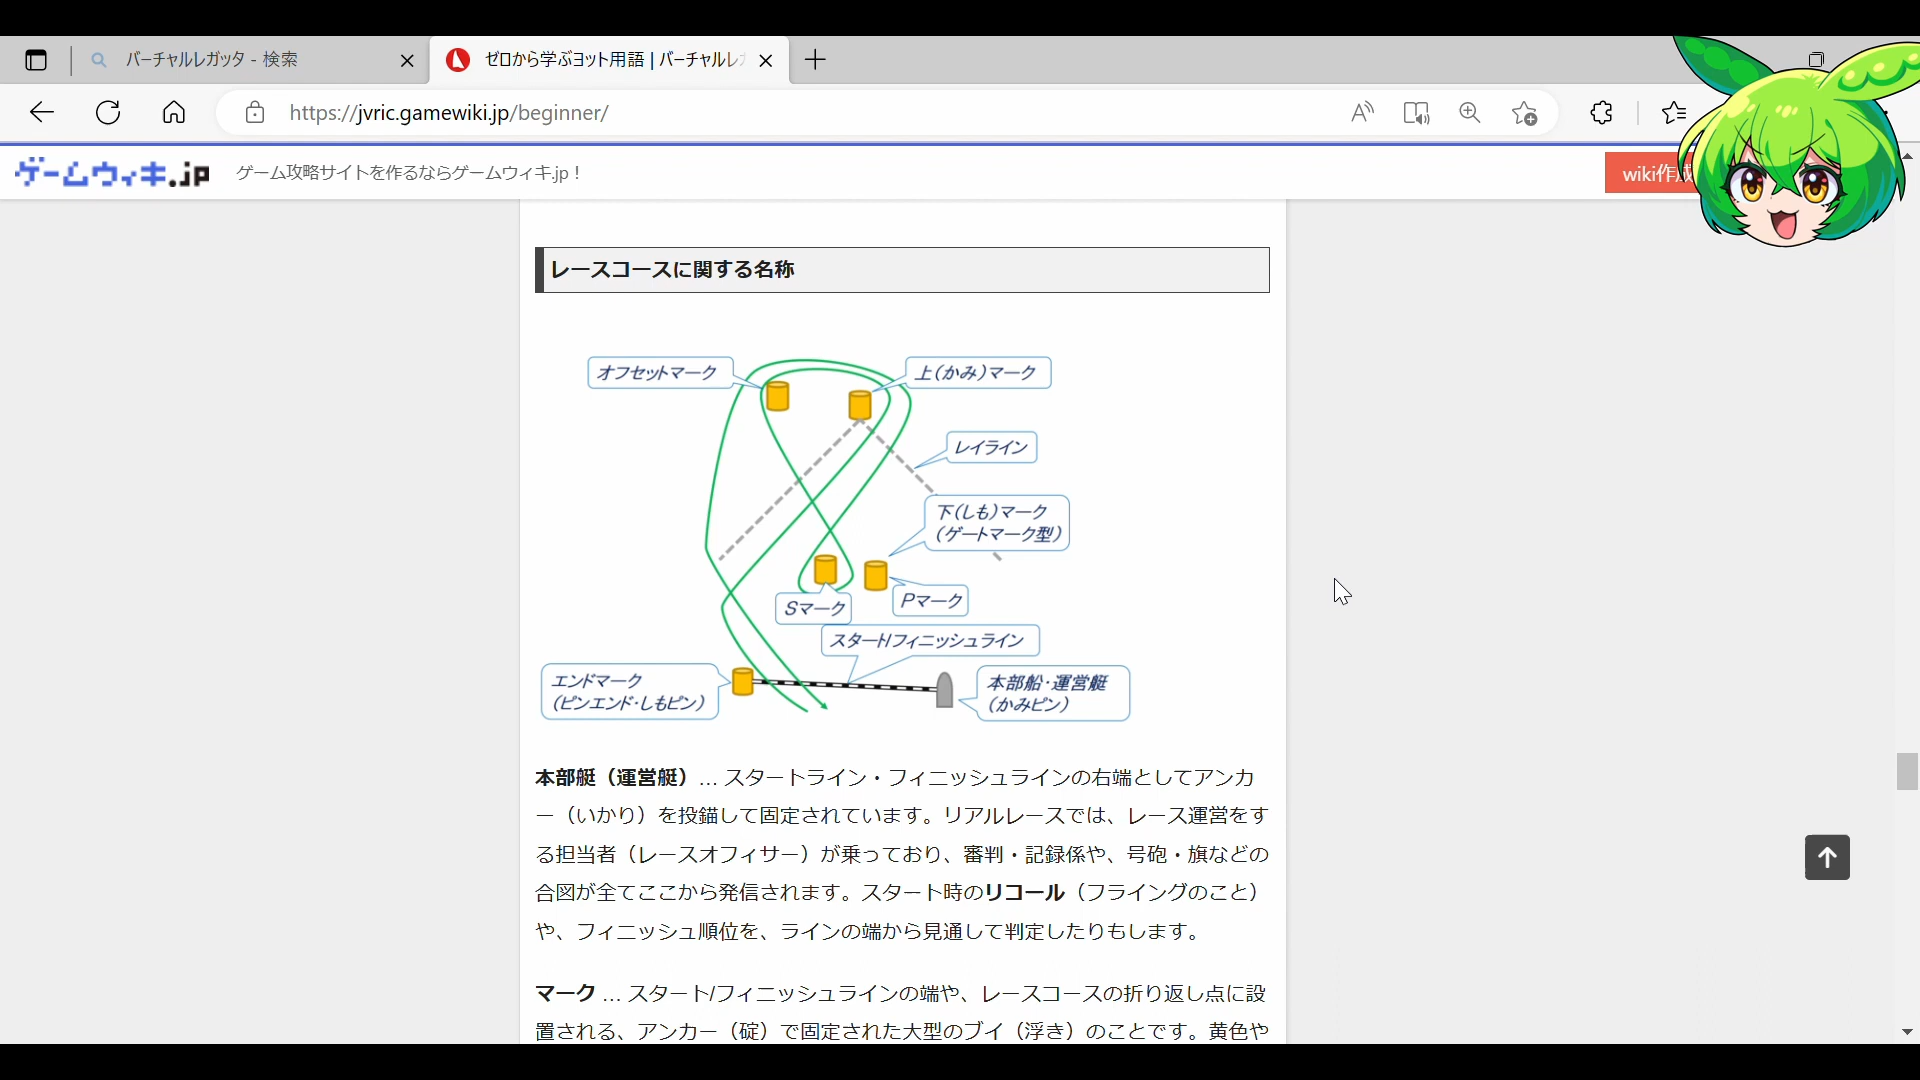 バーチャルレガッタ - 検索
ゼロから学ぶヨット用語 | バーチャルレガ
https://jvric.gamewiki.jp/beginner/
ゲームウィキ.jp
ゲーム攻略サイトを作るならゲームウィキ.jp！
wiki作成
レースコースに関する名称
オフセットマーク
上(かみ)マーク
レイライン
下(しも)マーク
(ゲートマーク型)
Sマーク
Pマーク
スタート/フィニッシュライン
エンドマーク
(ピンエンド･しもピン)
本部船･運営艇
(かみピン)
本部艇（運営艇）… スタートライン・フィニッシュラインの右端としてアンカ
ー（いかり）を投錨して固定されています。リアルレースでは、レース運営をす
る担当者（レースオフィサー）が乗っており、審判・記録係や、号砲・旗などの
合図が全てここから発信されます。スタート時のリコール（フライングのこと）
や、フィニッシュ順位を、ラインの端から見通して判定したりもします。
マーク … スタート/フィニッシュラインの端や、レースコースの折り返し点に設
置される、アンカー（碇）で固定された大型のブイ（浮き）のことです。黄色や